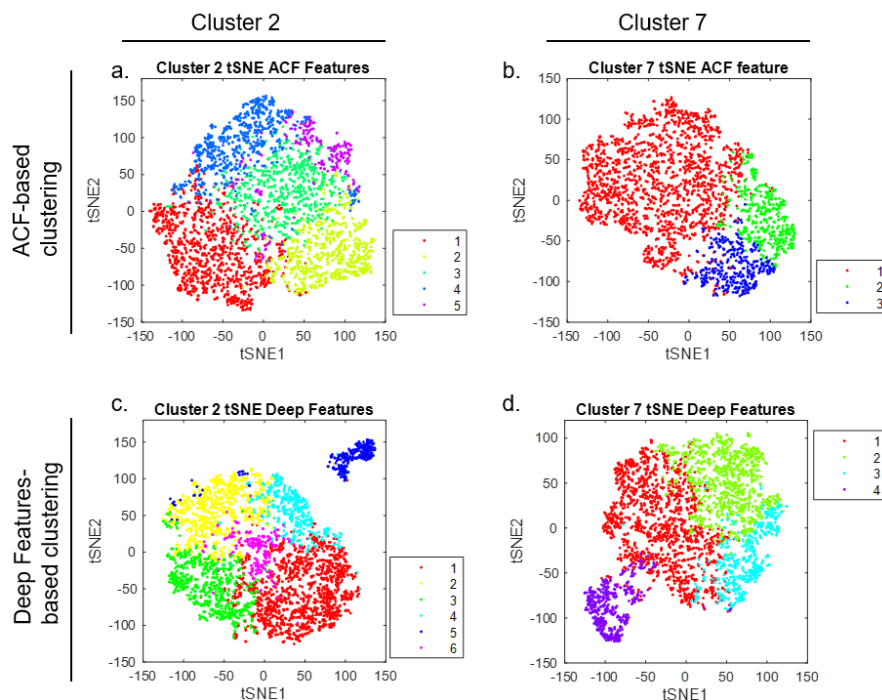 Cluster 2
Cluster 7
ACF-based
clustering
a.
Cluster 2 tSNE ACF Features
150
100
50
0
-50
-100
-150
tSNE2
-150 -100 -50 0 50 100 150
tSNE1
1
2
3
4
5
b.
Cluster 7 tSNE ACF feature
150
100
50
0
-50
-100
-150
tSNE2
-150 -100 -50 0 50 100 150
tSNE1
1
2
3
Deep Features-
based clustering
c.
Cluster 2 tSNE Deep Features
150
100
50
0
-50
-100
-150
tSNE2
-150 -100 -50 0 50 100 150
tSNE1
1
2
3
4
5
6
d.
Cluster 7 tSNE Deep Features
100
50
0
-50
-100
-150
tSNE2
-150 -100 -50 0 50 100 150
tSNE1
1
2
3
4